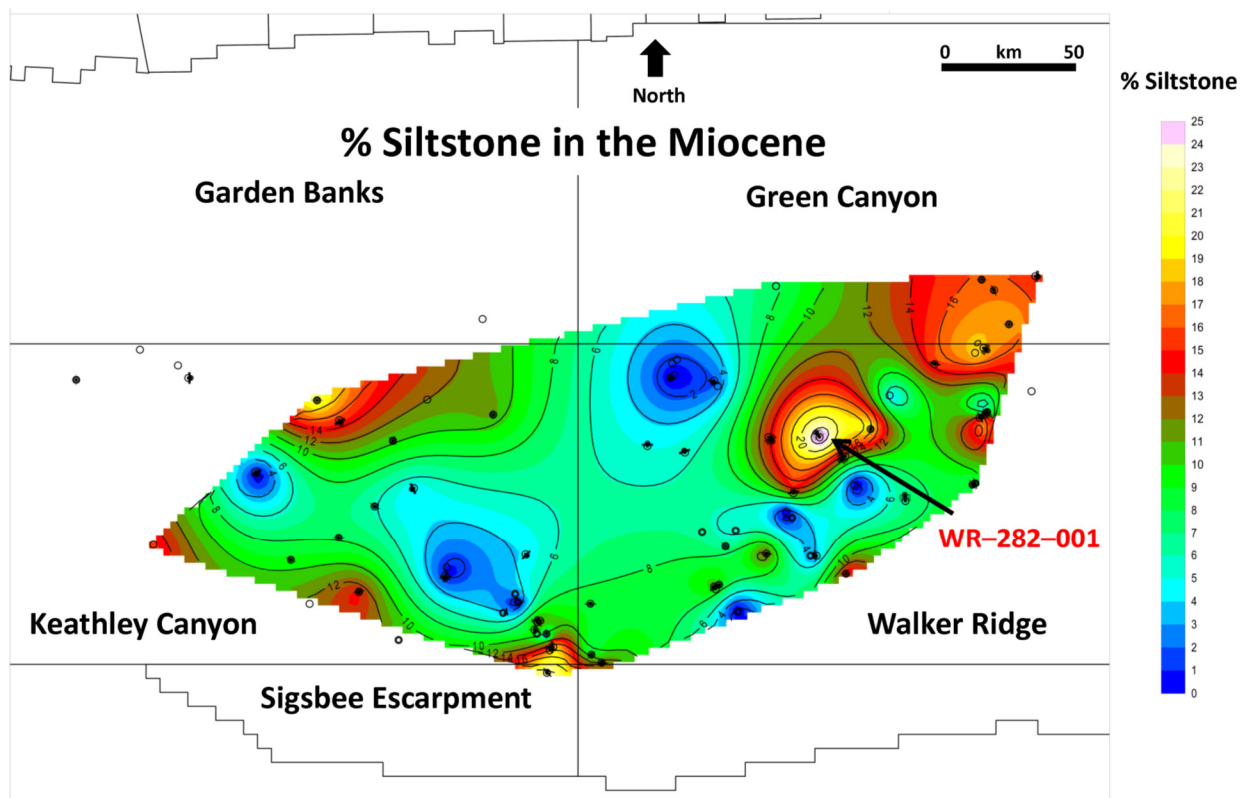 0 km 50
North
% Siltstone
% Siltstone in the Miocene
Garden Banks
Green Canyon
25
24
23
22
21
20
19
18
17
16
15
14
13
12
11
10
9
8
7
6
5
4
3
2
1
0
WR–282–001
Keathley Canyon
Walker Ridge
Sigsbee Escarpment